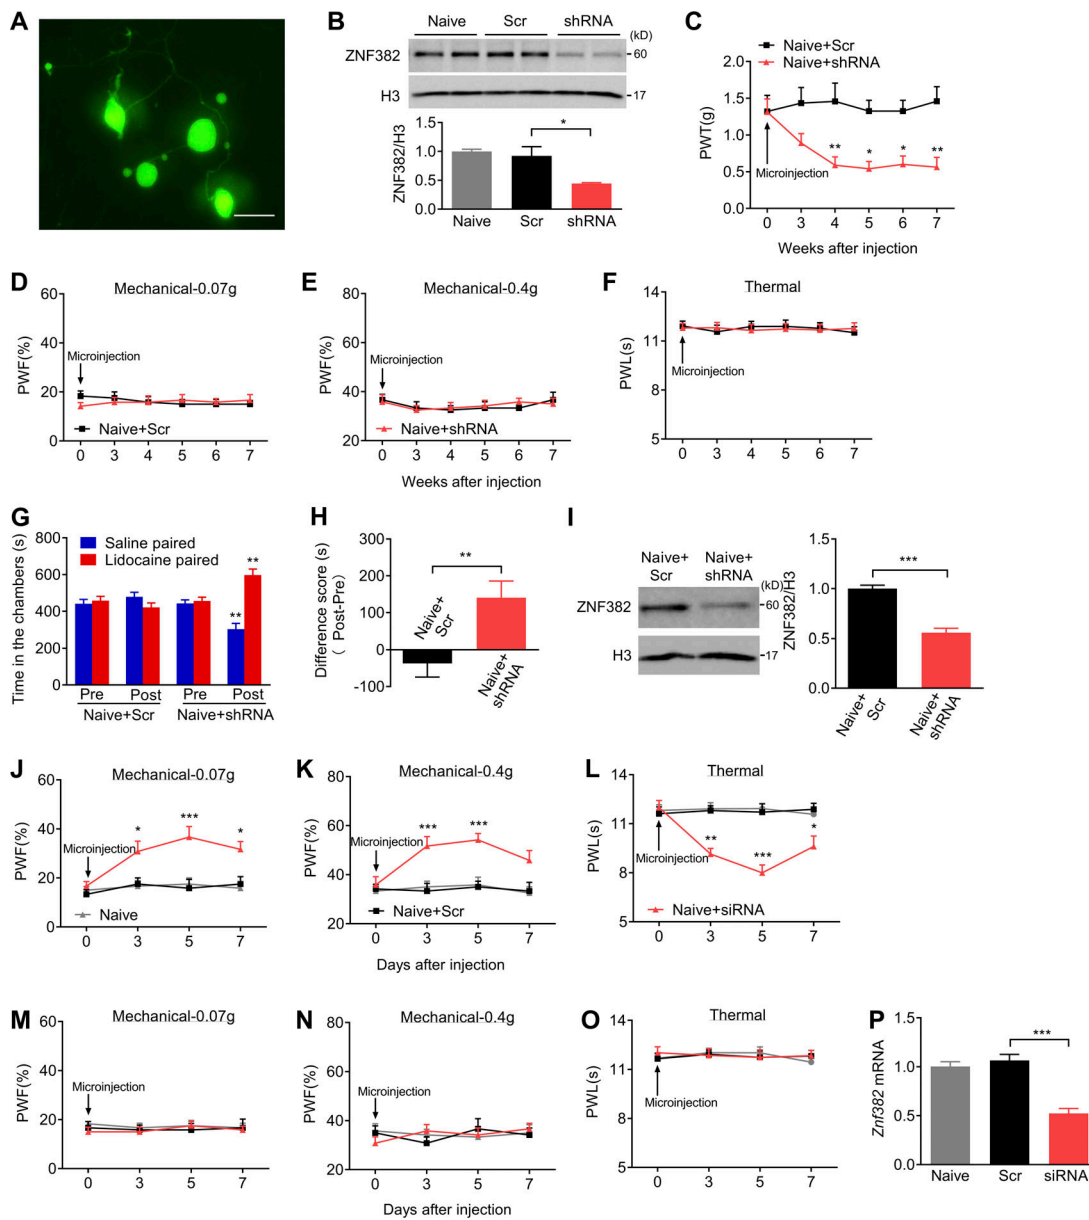 A
B
Naive Scr shRNA
(kD)
ZNF382
60
H3
17
ZNF382/H3
1.5
1.0
0.5
0.0
*
Naive Scr shRNA
C
Naive+Scr
Naive+shRNA
PWT(g)
2.0
1.5
1.0
0.5
0.0
** * * **
Microinjection
0 3 4 5 6 7
Weeks after injection
D
Mechanical-0.07g
PWF(%)
60
40
20
0
Microinjection
Naive+Scr
0 3 4 5 6 7
E
Mechanical-0.4g
PWF(%)
80
60
40
20
Microinjection
Naive+shRNA
0 3 4 5 6 7
Weeks after injection
F
Thermal
PWL(s)
14
11
8
5
Microinjection
0 3 4 5 6 7
G
Time in the chambers (s)
800
600
400
200
0
Saline paired
Lidocaine paired
**
**
Pre Post Pre Post
Naive+Scr Naive+shRNA
H
Difference score (s)
( Post-Pre)
300
200
100
0
-100
**
Naive+
Scr
Naive+
shRNA
I
Naive+ Naive+
Scr shRNA
(kD)
ZNF382
60
H3
17
ZNF382/H3
1.5
1.0
0.5
0.0
***
Naive+
Scr
Naive+
shRNA
J
Mechanical-0.07g
PWF(%)
60
40
20
0
Microinjection
* *** *
Naive
0 3 5 7
K
Mechanical-0.4g
PWF(%)
80
60
40
20
Microinjection
*** ***
Naive+Scr
0 3 5 7
Days after injection
L
Thermal
PWL(s)
14
11
8
5
Microinjection
** *** *
Naive+siRNA
0 3 5 7
M
Mechanical-0.07g
PWF(%)
60
40
20
0
Microinjection
0 3 5 7
N
Mechanical-0.4g
PWF(%)
80
60
40
20
Microinjection
0 3 5 7
Days after injection
O
Thermal
PWL(s)
14
11
8
5
Microinjection
0 3 5 7
P
Znf382 mRNA
1.5
1.0
0.5
0.0
***
Naive Scr siRNA